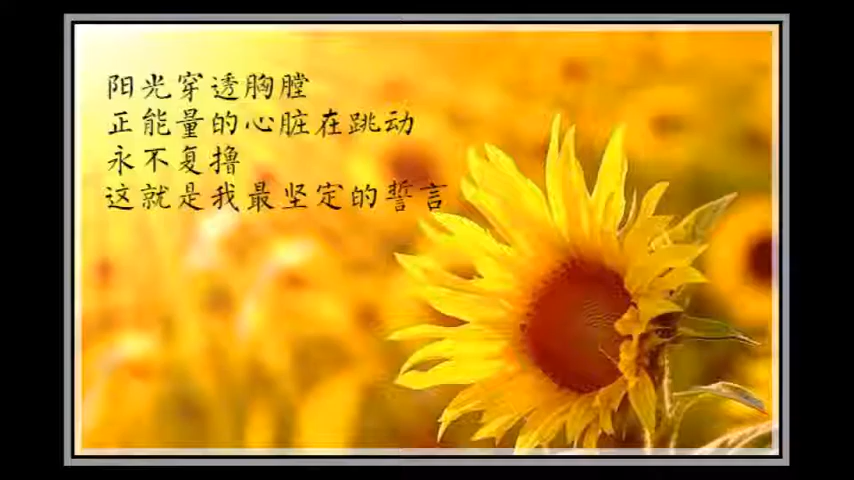 阳光穿透胸膛
正能量的心脏在跳动
永不复撸
这就是我最坚定的誓言